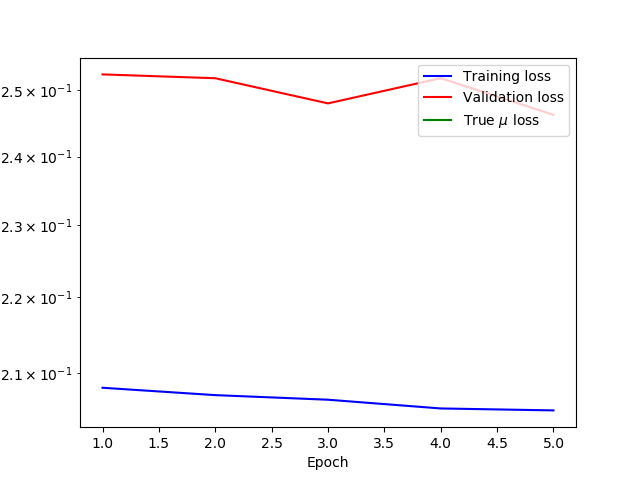 Training loss
Validation loss
True μ loss
2.5 × 10⁻¹
2.4 × 10⁻¹
2.3 × 10⁻¹
2.2 × 10⁻¹
2.1 × 10⁻¹
1.0 1.5 2.0 2.5 3.0 3.5 4.0 4.5 5.0
Epoch